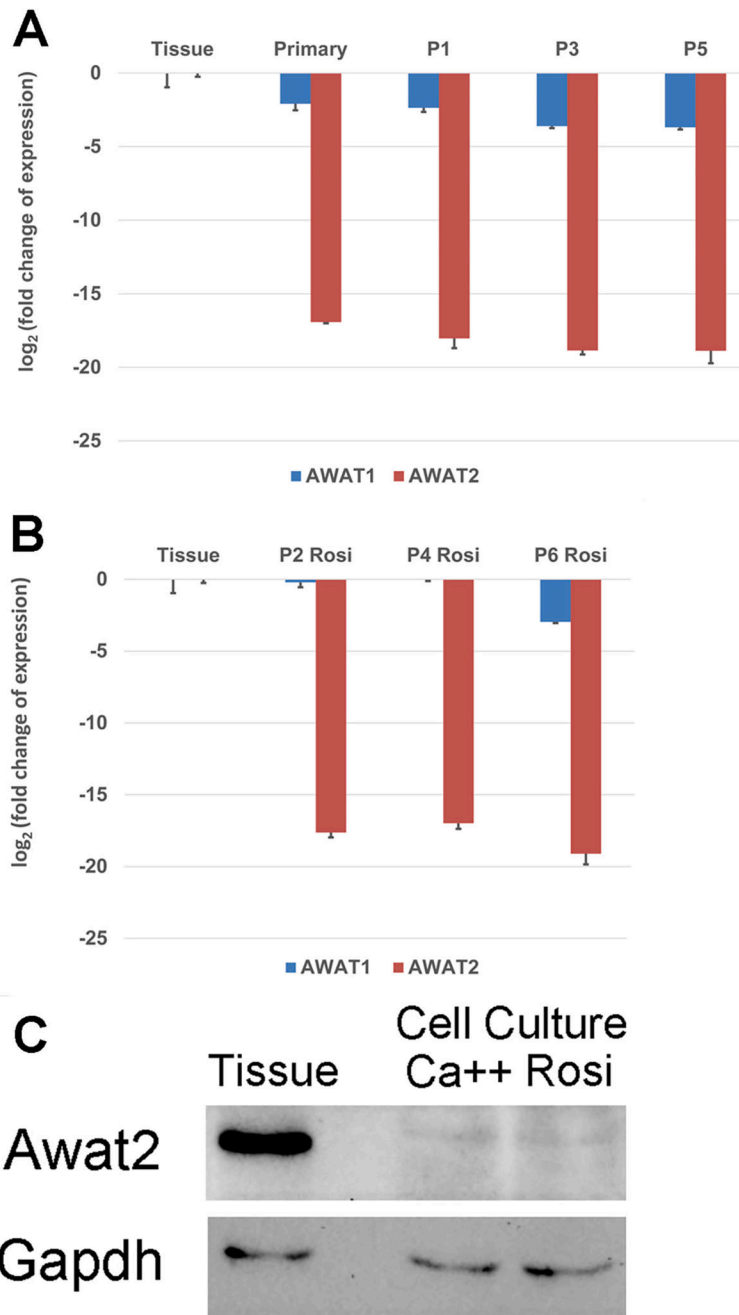 A
Tissue Primary P1 P3 P5
0
-5
-10
-15
-20
-25
log2 (fold change of expression)
AWAT1 AWAT2
B
Tissue P2 Rosi P4 Rosi P6 Rosi
0
-5
-10
-15
-20
-25
log2 (fold change of expression)
AWAT1 AWAT2
C
Cell Culture
Tissue Ca++ Rosi
Awat2
Gapdh